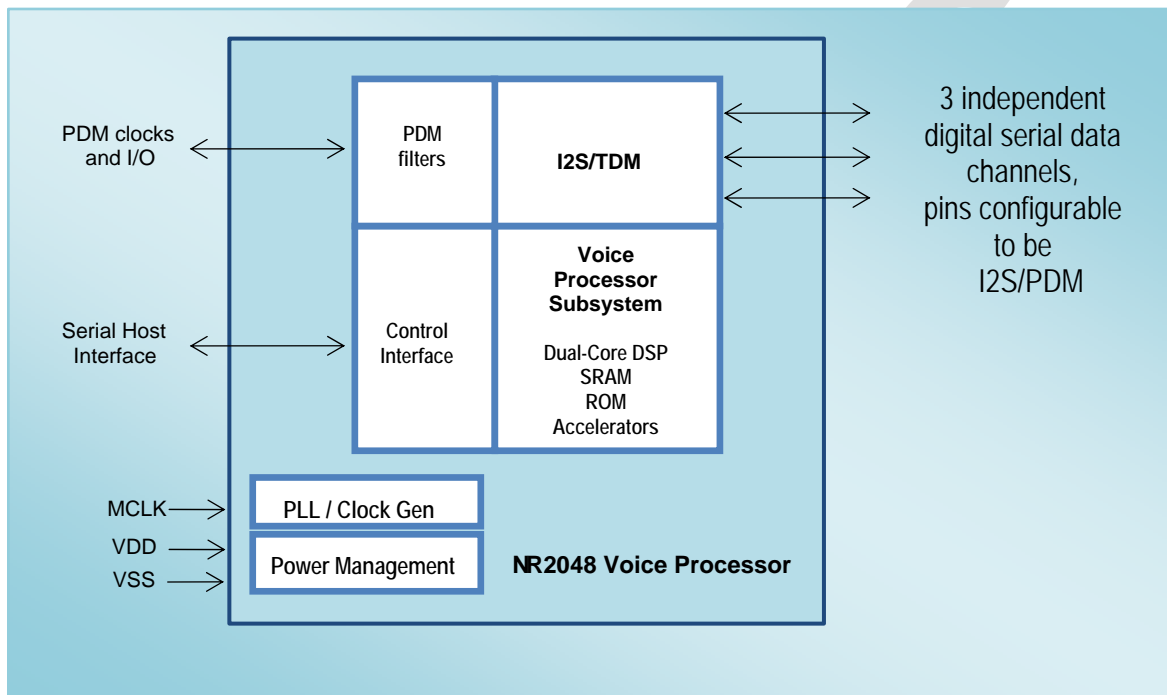 PDM clocks
and I/O
PDM
filters
I2S/TDM
3 independent
digital serial data
channels,
pins configurable
to be
I2S/PDM
Serial Host
Interface
Control
Interface
Voice
Processor
Subsystem
Dual-Core DSP
SRAM
ROM
Accelerators
MCLK
VDD
VSS
PLL / Clock Gen
Power Management
NR2048 Voice Processor